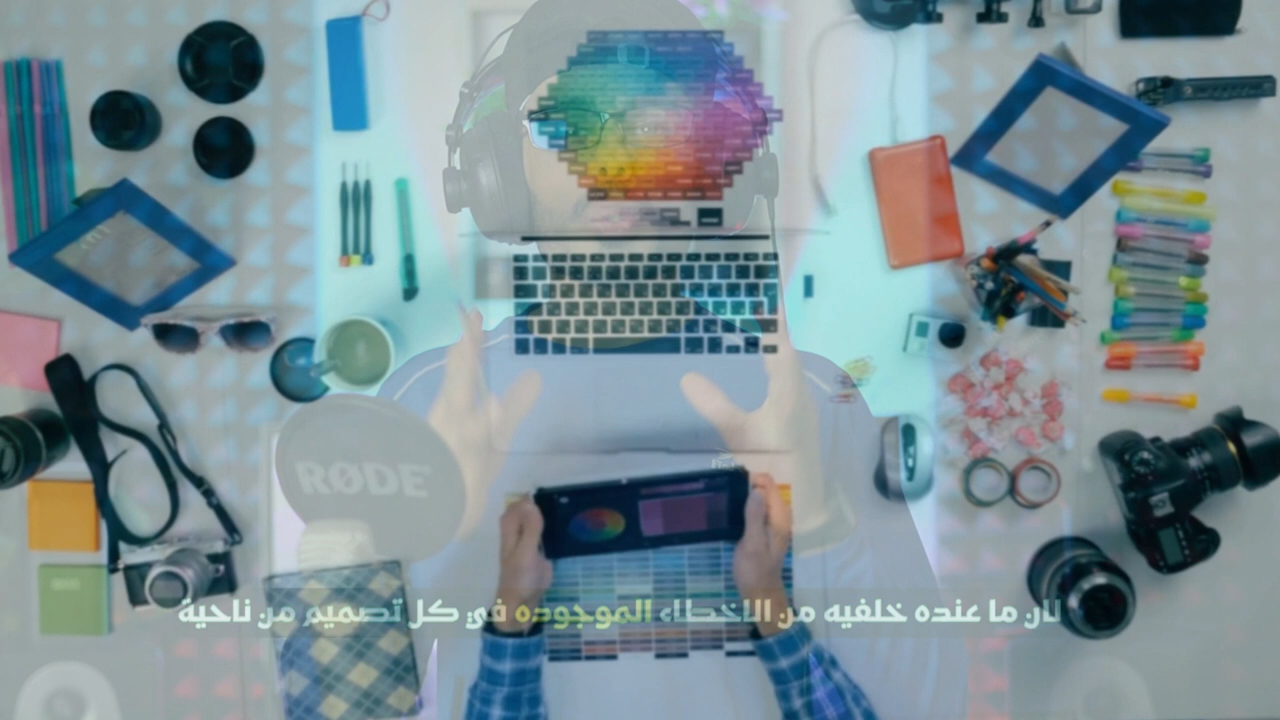 RØDE
لان ما عنده خلفيه من الاخطاء الموجوده في كل تصميم من ناحية